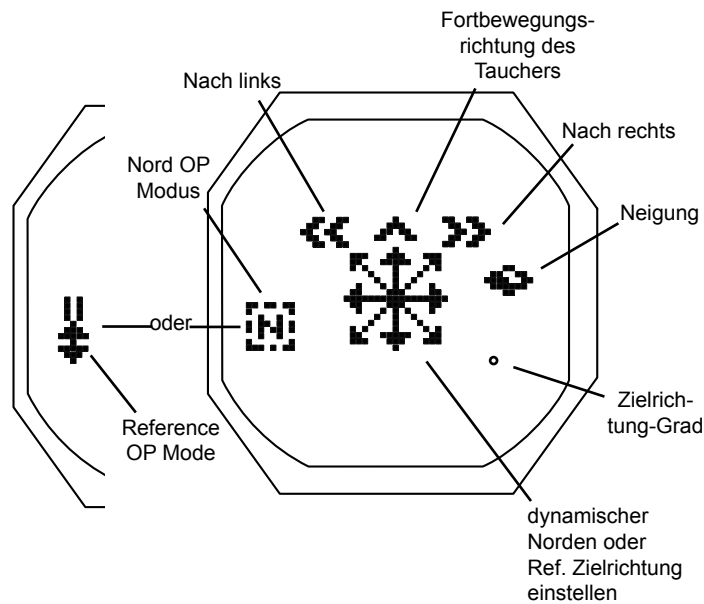 Fortbewegungs-
richtung des
Tauchers
Nach links
Nach rechts
Nord OP
Modus
Neigung
N
oder
Reference
OP Mode
Zielrich-
tung-Grad
dynamischer
Norden oder
Ref. Zielrichtung
einstellen